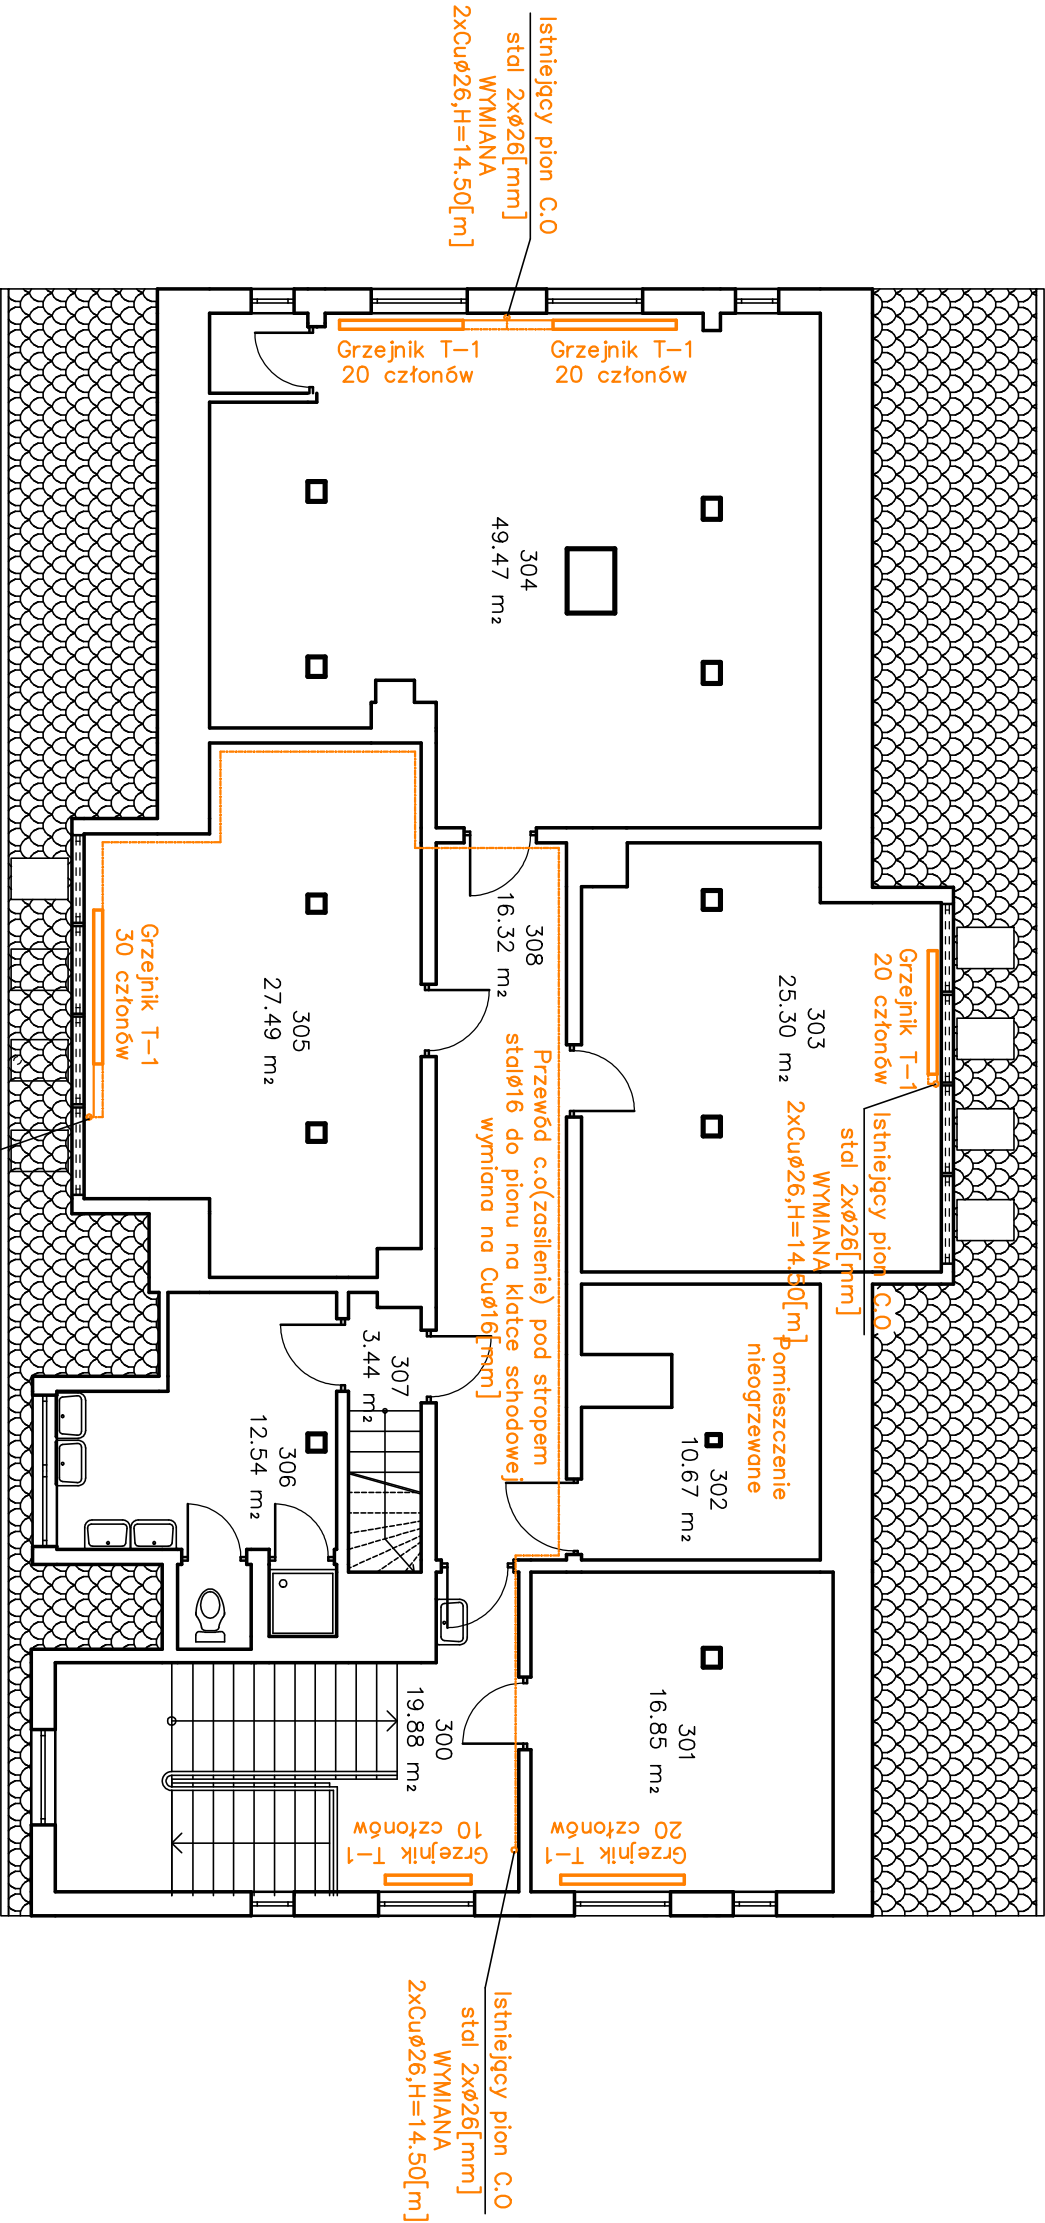 Istniejący pion C.O
stal 2xø26[mm]
WYMIANA
2xCuø26,H=14.50[m]
Grzejnik T-1
20 członów
Grzejnik T-1
20 członów
304
49.47 m²
Grzejnik T-1
20 członów
303
25.30 m²
Istniejący pion C.O
stal 2xø26[mm]
WYMIANA
2xCuø26,H=14.50[m]
308
16.32 m²
Przewód c.o(zasilenie) pod stropem
stalø16 do pionu na klatce schodowej
wymiana na Cuø16[mm]
305
27.49 m²
Grzejnik T-1
30 członów
Pomieszczenie
nieogrzewane
302
10.67 m²
307
3.44 m²
306
12.54 m²
301
16.85 m²
300
19.88 m²
Grzejnik T-1
20 członów
Grzejnik T-1
10 członów
Istniejący pion C.O
stal 2xø26[mm]
WYMIANA
2xCuø26,H=14.50[m]